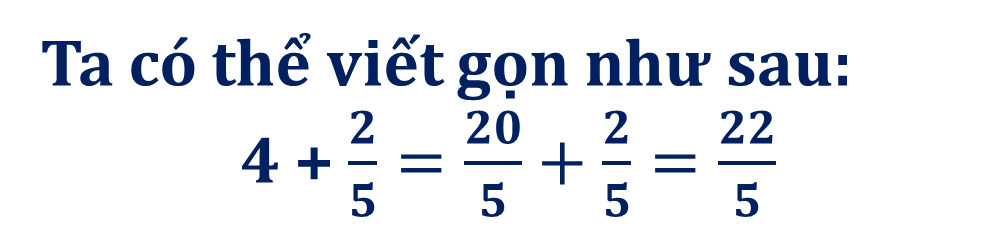 Ta có thể viết gọn như sau:
4 + 2/5 = 20/5 + 2/5 = 22/5